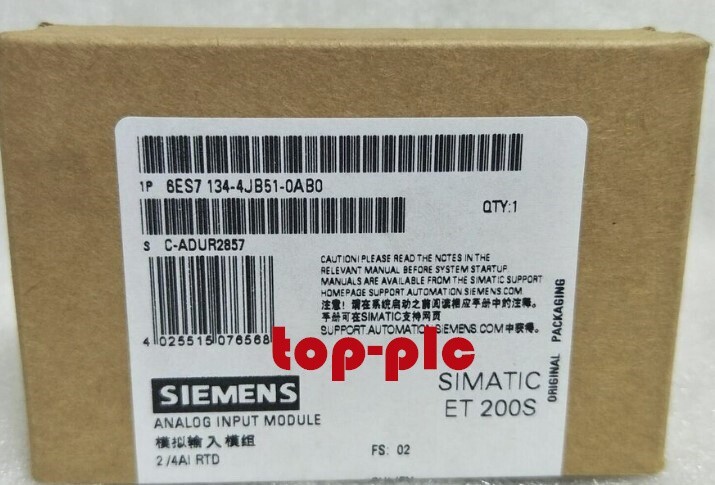 1P 6ES7 134-4JB51-0AB0
QTY:1
S C-ADUR2857
CAUTION! PLEASE READ THE NOTES IN THE
RELEVANT MANUAL BEFORE SYSTEM STARTUP
MANUALS ARE AVAILABLE FROM THE SIMATIC SUPPORT
HOMEPAGE SUPPORT.AUTOMATION.SIEMENS.COM
注意！请在系统启动之前阅读相应手册中的注释。
手册可在SIMATIC支持网页
SUPPORT.AUTOMATION.SIEMENS.COM 中获得。
ORIGINAL PACKAGING
4 025515 076568
top-plc
SIEMENS
SIMATIC
ET 200S
ANALOG INPUT MODULE
模拟输入模组
2 /4AI RTD
FS: 02